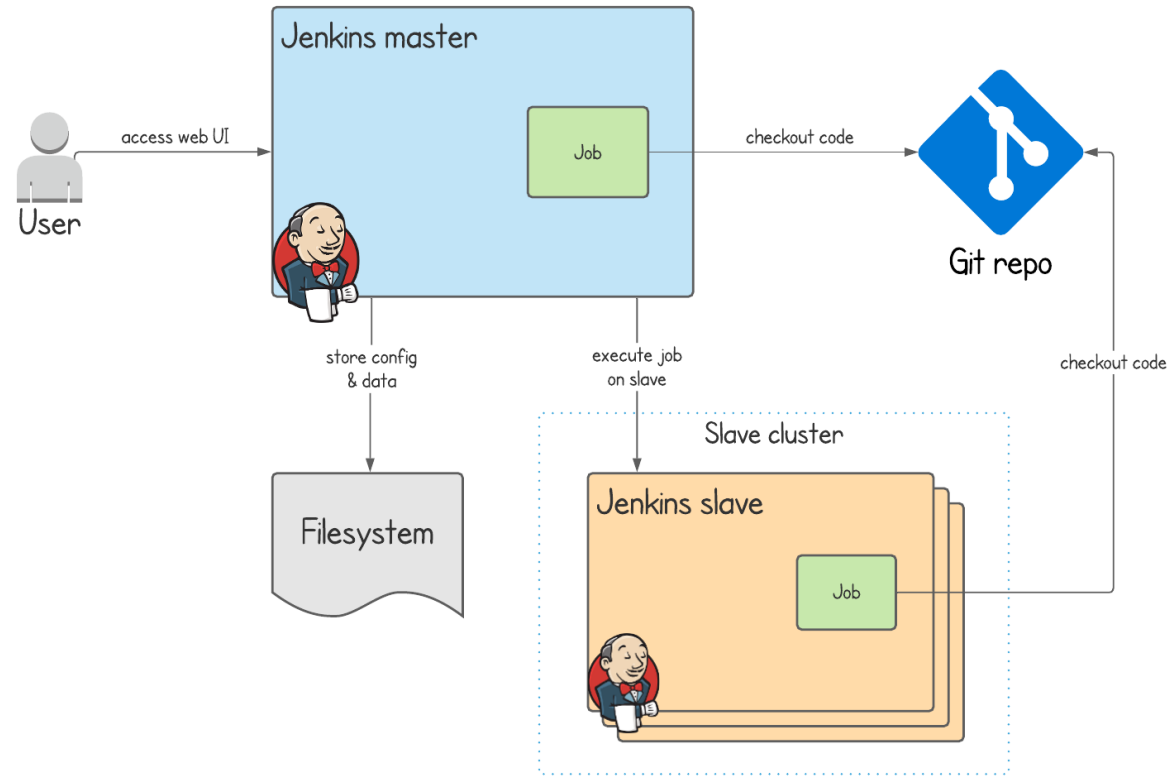 Jenkins master
access web UI
Job
checkout code
User
Git repo
store config
& data
execute job
on slave
checkout code
Slave cluster
Filesystem
Jenkins slave
Job